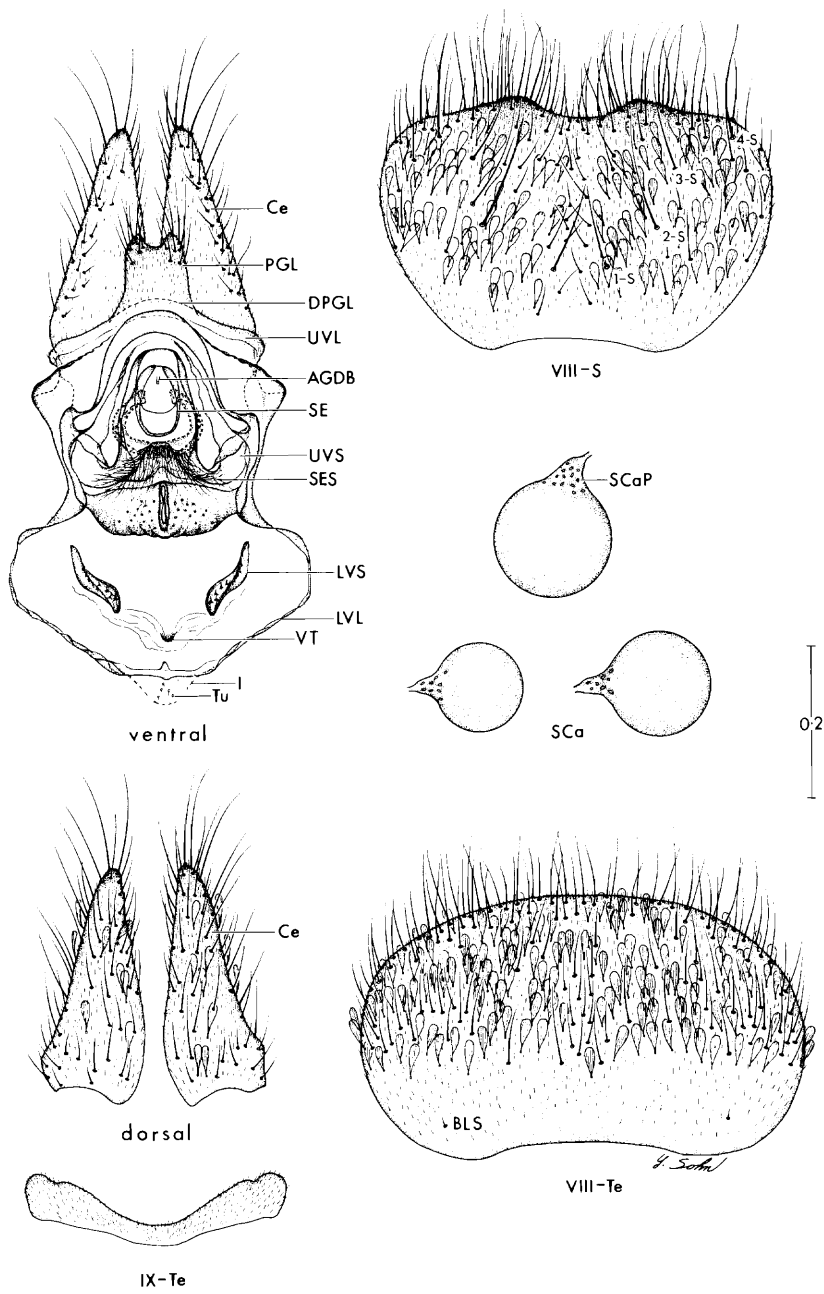 Ce
PGL
DPGL
UVL
AGDB
SE
UVS
SES
LVS
LVL
VT
I
Tu
ventral
4-S
3-S
2-S
1-S
VIII-S
SCaP
SCa
0·2
Ce
dorsal
IX-Te
BLS
Y. Sohn
VIII-Te